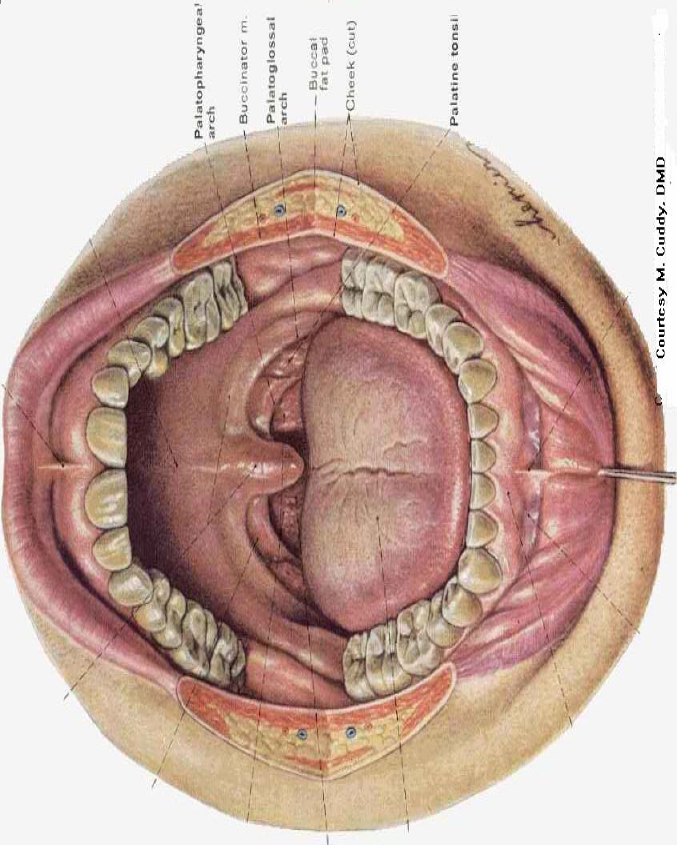 Palatopharyngeal
arch
Buccinator m.
Palatoglossal
arch
Buccal
fat pad
Cheek (cut)
Palatine tonsil
Courtesy M. Cuddy, DMD